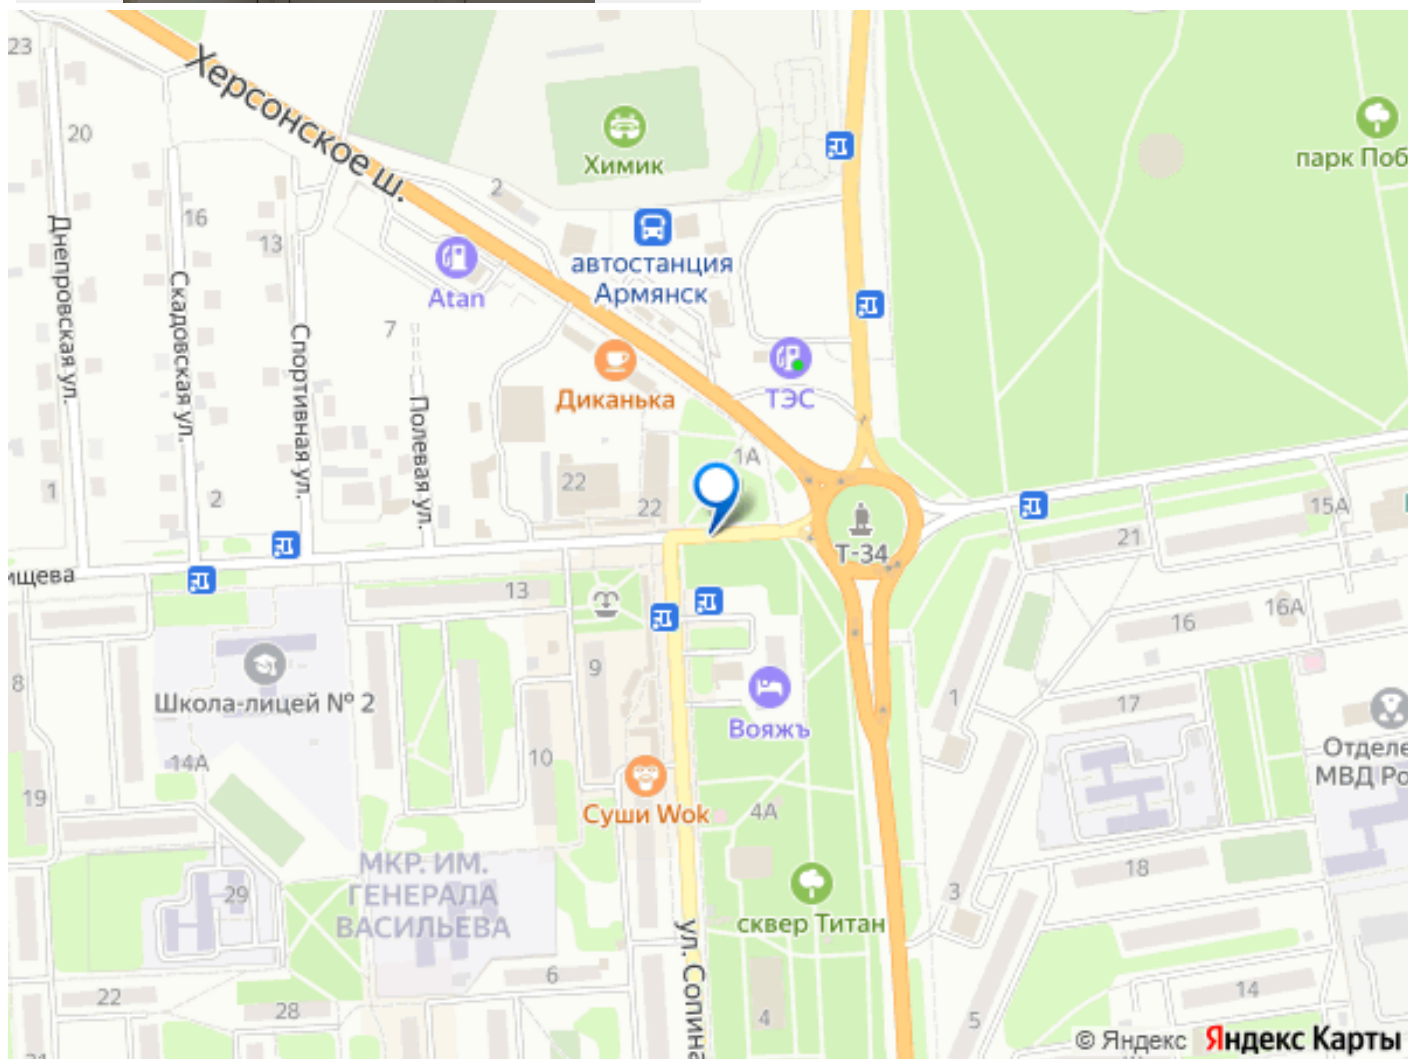 23
20
Херсонское ш.
Химик
парк Поб
2
16
13
Днепровская ул.
Скадовская ул.
Спортивная ул.
Полевая ул.
автостанция
Армянск
Atan
7
ТЭС
Диканька
1А
22
22
1
2
15А
21
Т-34
ищева
13
16А
16
9
8
Школа-лицей № 2
Вояжъ
1
17
14А
10
Отделе
МВД Ро
19
Суши Wok
4А
МКР. ИМ.
ГЕНЕРАЛА
ВАСИЛЬЕВА
29
18
3
сквер Титан
ул. Сопина
6
22
28
4
5
14
© Яндекс Яндекс Карты